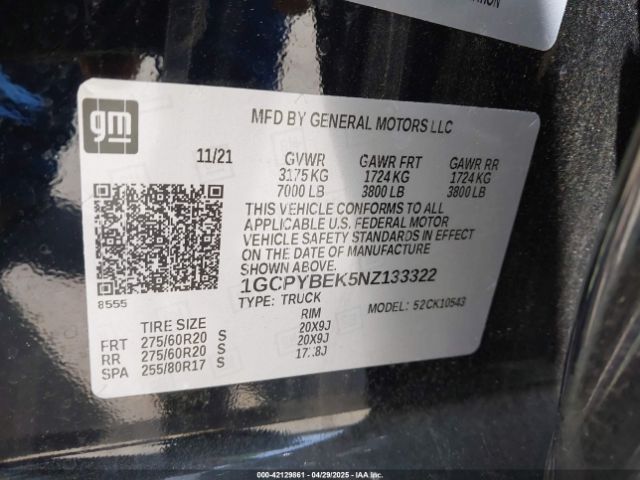 ATION
gm
MFD BY GENERAL MOTORS LLC
11/21 GVWR GAWR FRT GAWR RR
3175 KG 1724 KG 1724 KG
7000 LB 3800 LB 3800 LB
THIS VEHICLE CONFORMS TO ALL
APPLICABLE U.S. FEDERAL MOTOR
VEHICLE SAFETY STANDARDS IN EFFECT
ON THE DATE OF MANUFACTURE
SHOWN ABOVE.
1GCPYBEK5NZ133322
8555
TYPE: TRUCK MODEL: 52CK10543
TIRE SIZE RIM
FRT 275/60R20 S 20X9J
RR 275/60R20 S 20X9J
SPA 255/80R17 S
000-42129861 - 04/29/2025 - IAAI.COM